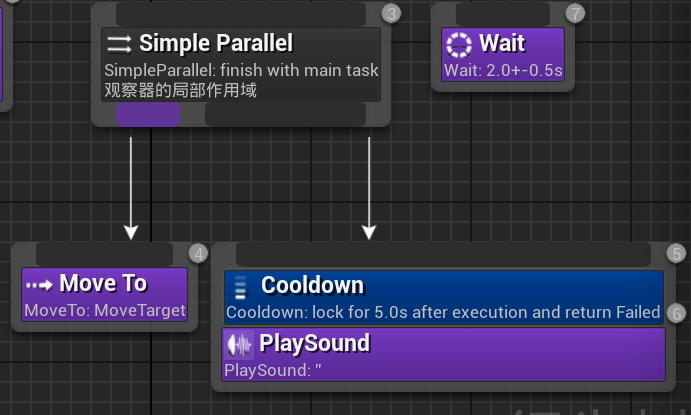 3
Simple Parallel
SimpleParallel: finish with main task
观察器的局部作用域
7
Wait
Wait: 2.0+-0.5s
4
Move To
MoveTo: MoveTarget
5
Cooldown
Cooldown: lock for 5.0s after execution and return Failed
6
PlaySound
PlaySound: ''